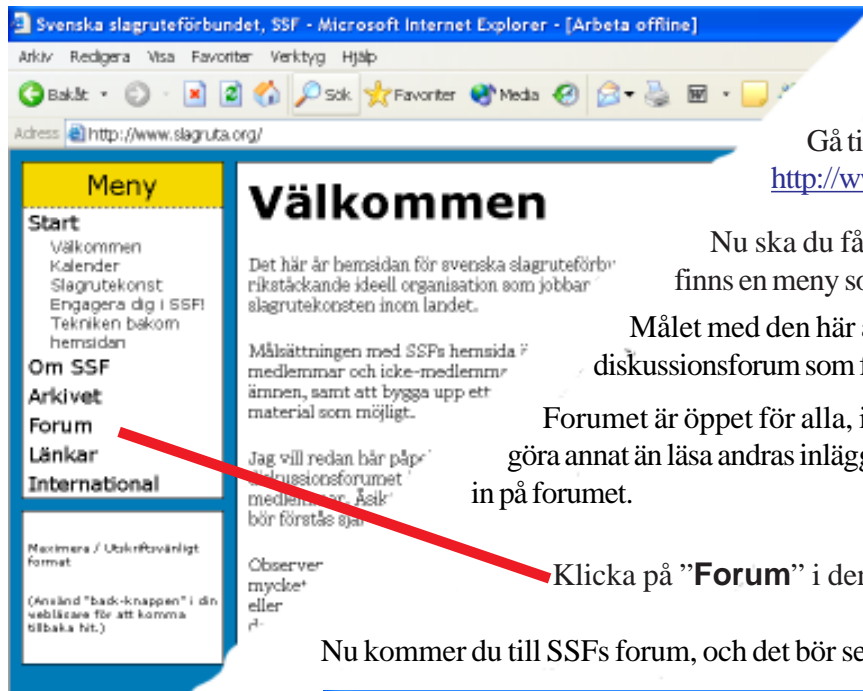 Svenska slagruteförbundet, SSF - Microsoft Internet Explorer - [Arbeta offline]
Arkiv Redigera Visa Favoriter Verktyg Hjälp
Bakåt Sök Favoriter Media
Adress http://www.slagruta.org/
Meny
Start
Välkommen
Kalender
Slagrutekonst
Engagera dig i SSF!
Tekniken bakom
hemsidan
Om SSF
Arkivet
Forum
Länkar
International
Maximera / Utskriftsvänligt
format
(Använd "back-knappen" i din
webläsare för att komma
tillbaka hit.)
Välkommen
Det här är hemsidan för svenska
rikstäckande ideell organisation som jobbar
slagrutekonsten inom landet.
Målsättningen med SSFs hemsida
medlemmar och icke-medlemmar
ämnen, samt att bygga upp ett
material som möjligt.
Jag vill redan här
diskussionsforumet
medlemmar.
bör förstås
eller
Gå ti
http://w
Nu ska du få
finns en meny so
Målet med den här
diskussionsforum som f
Forumet är öppet för alla, i
göra annat än läsa andras inlägg
in på forumet.
Klicka på ”Forum” i der
Nu kommer du till SSFs forum, och det bör se